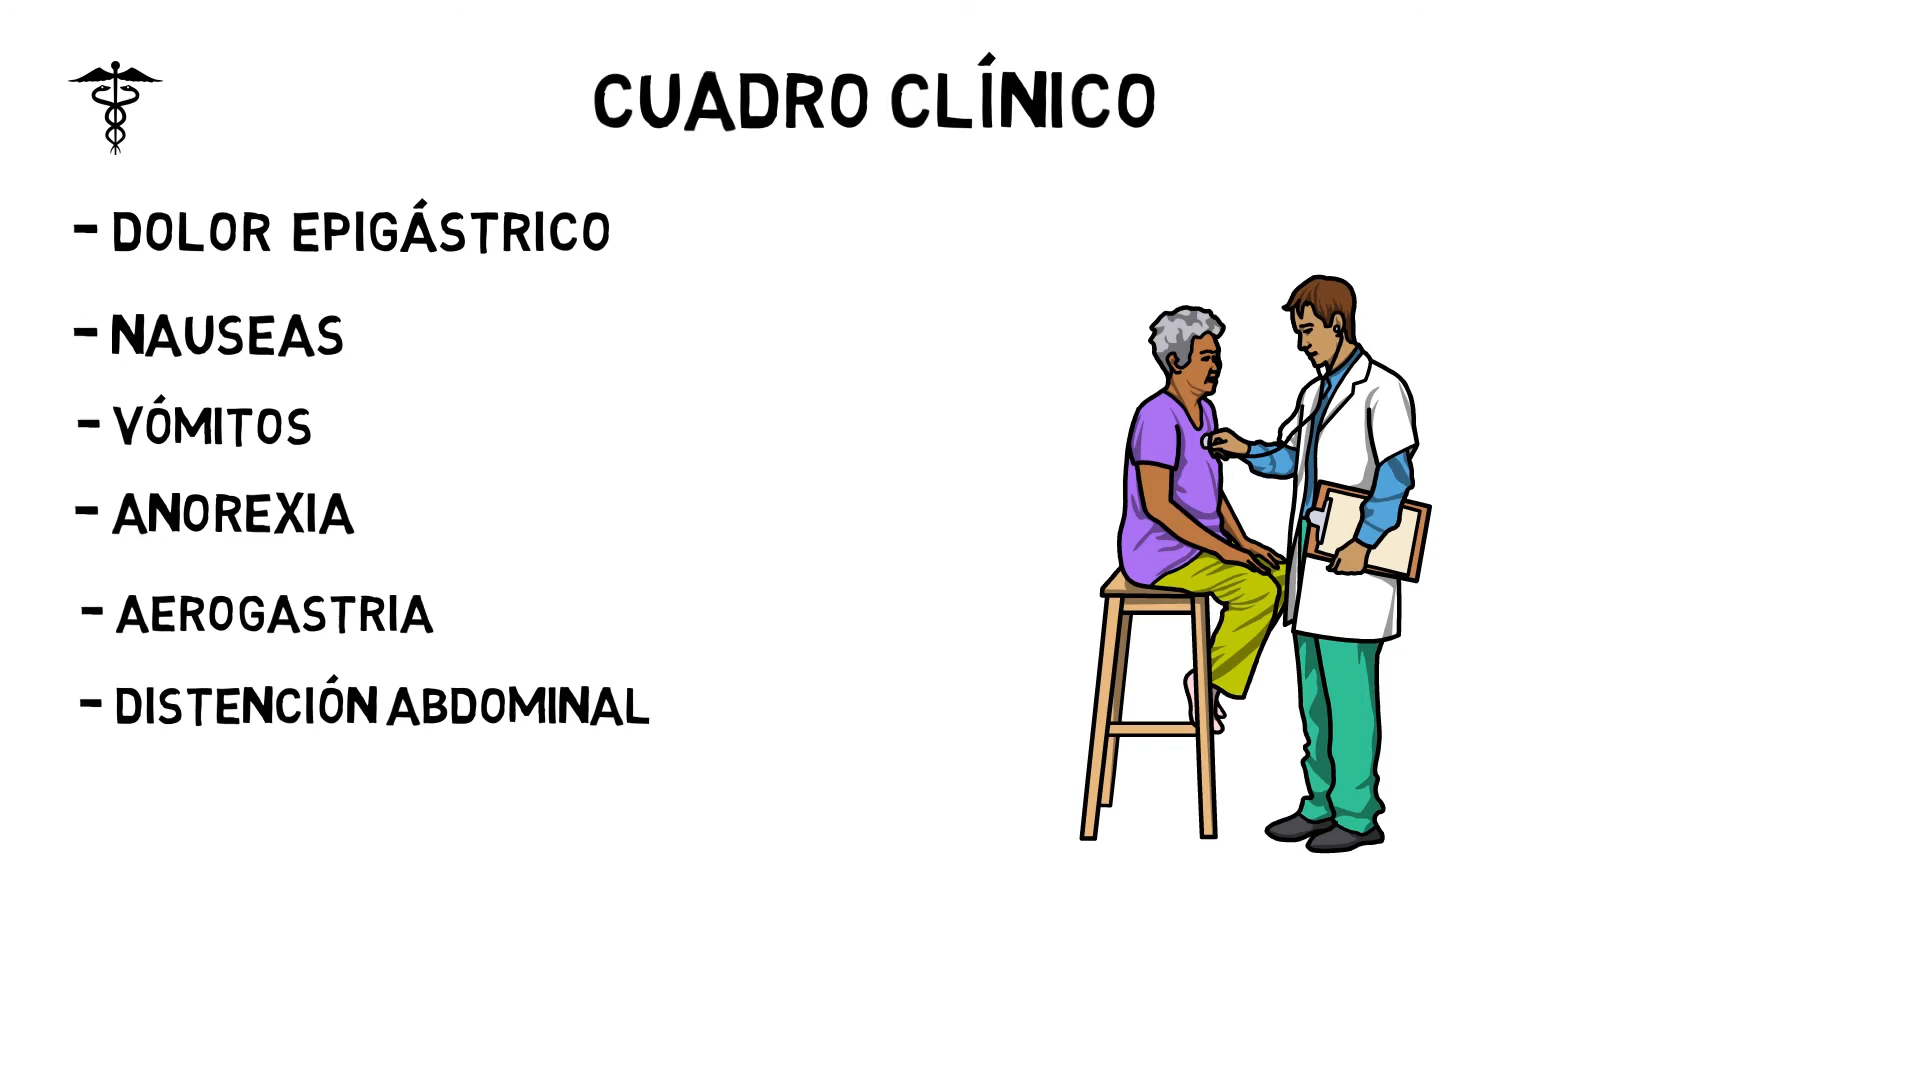 CUADRO CLÍNICO
- DOLOR EPIGÁSTRICO
- NAUSEAS
- VÓMITOS
- ANOREXIA
- AEROGASTRIA
- DISTENCIÓN ABDOMINAL